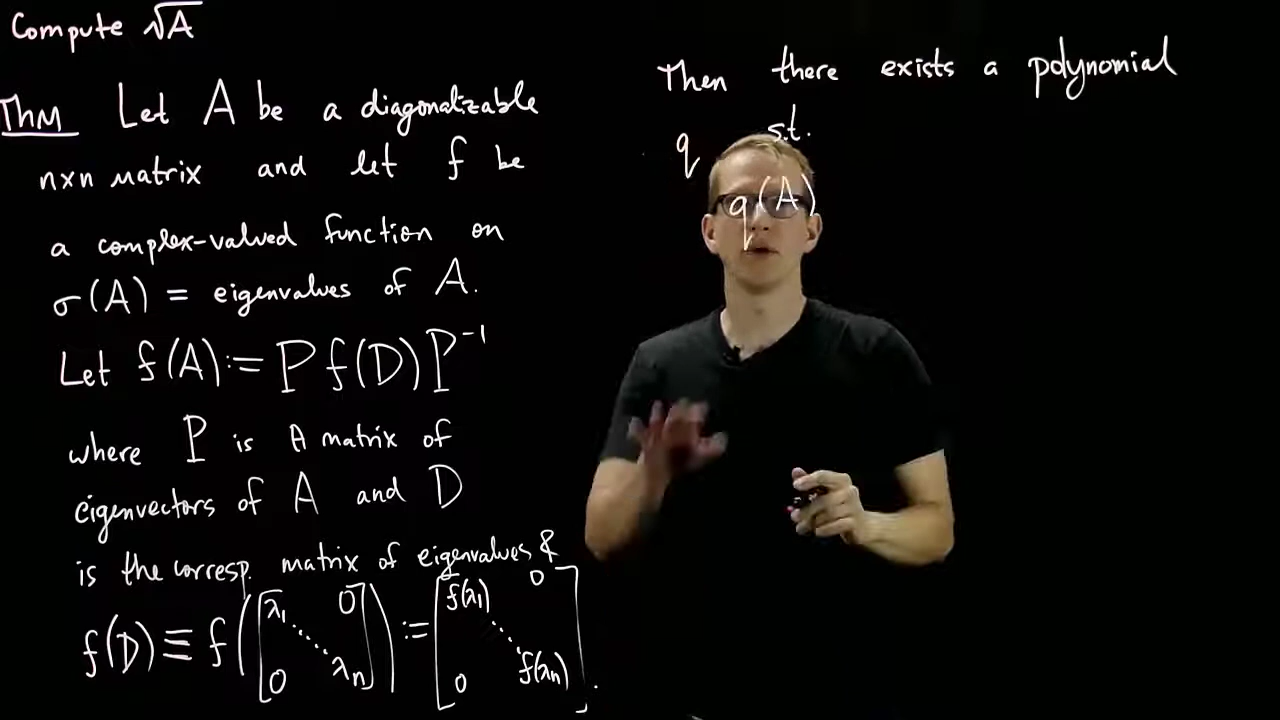 Compute √A
Thm Let A be a diagonalizable
n×n matrix and let f be
a complex-valued function on
σ(A) = eigenvalues of A.
Let f(A) := P f(D) P⁻¹
where P is A matrix of
eigenvectors of A and D
is the corresp. matrix of eigenvalues &
f(D) ≡ f([λ₁ 0 ⋱ 0 λn]) := [f(λ₁) 0 ⋱ 0 f(λn)].
Then there exists a polynomial
q s.t.
q(A)